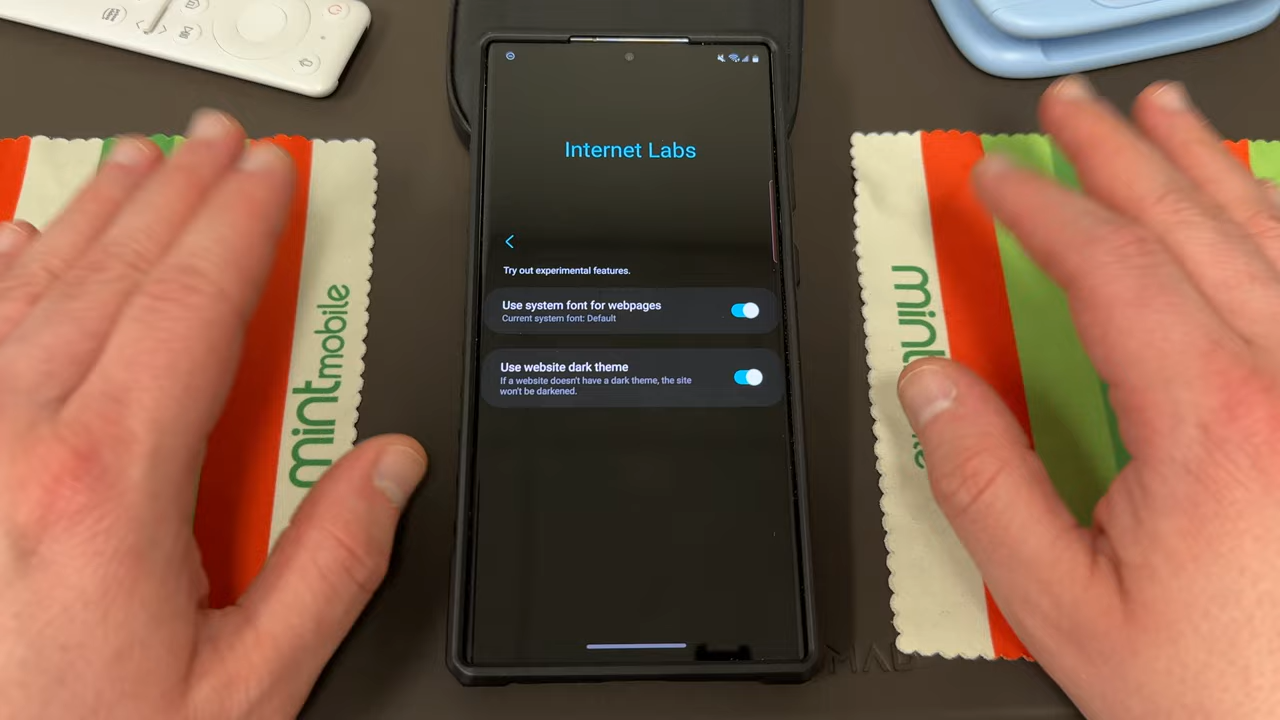 Internet Labs
Try out experimental features.
Use system font for webpages
Current system font: Default
Use website dark theme
If a website doesn't have a dark theme, the site
won't be darkened.
mintmobile
mint